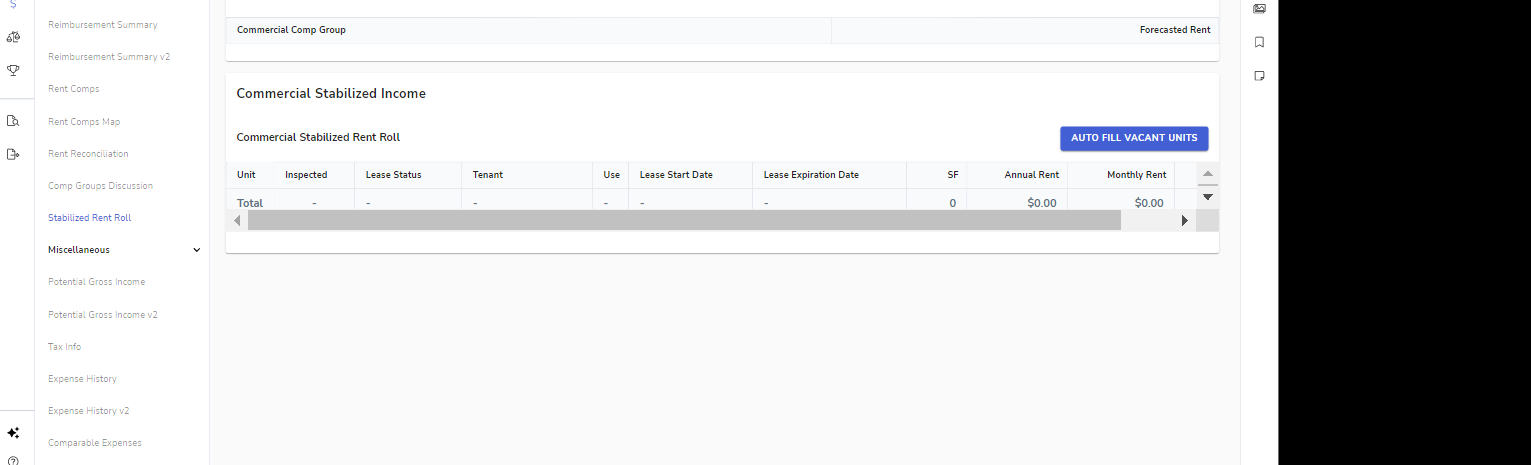 $
Reimbursement Summary
Reimbursement Summary v2
Rent Comps
Rent Comps Map
Rent Reconciliation
Comp Groups Discussion
Stabilized Rent Roll
Miscellaneous
Potential Gross Income
Potential Gross Income v2
Tax Info
Expense History
Expense History v2
Comparable Expenses
Commercial Comp Group Forecasted Rent
Commercial Stabilized Income
Commercial Stabilized Rent Roll AUTO FILL VACANT UNITS
Unit Inspected Lease Status Tenant Use Lease Start Date Lease Expiration Date SF Annual Rent Monthly Rent
Total - - - - - - 0 $0.00 $0.00